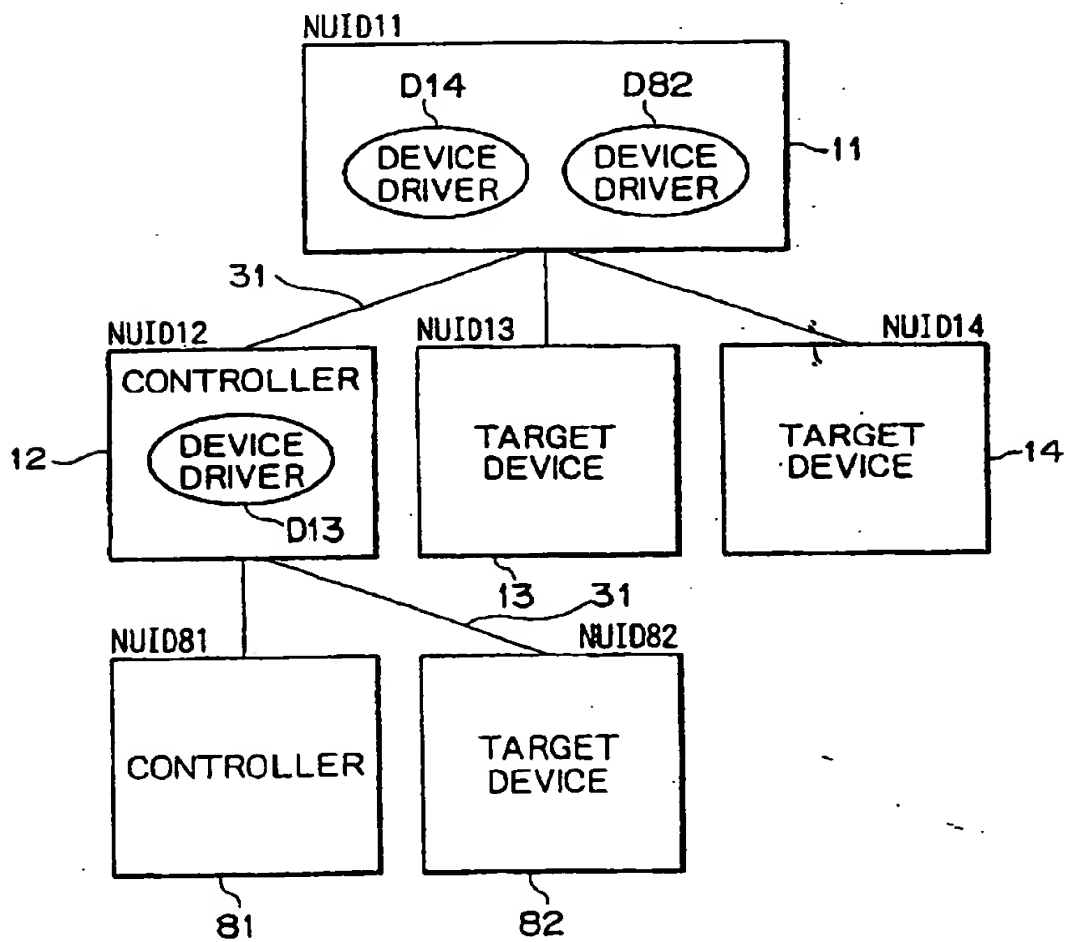 NUID11
D14
D82
DEVICE
DRIVER
DEVICE
DRIVER
11
31
NUID12
NUID13
NUID14
CONTROLLER
DEVICE
DRIVER
D13
12
TARGET
DEVICE
TARGET
DEVICE
14
13
31
NUID81
NUID82
CONTROLLER
TARGET
DEVICE
81
82